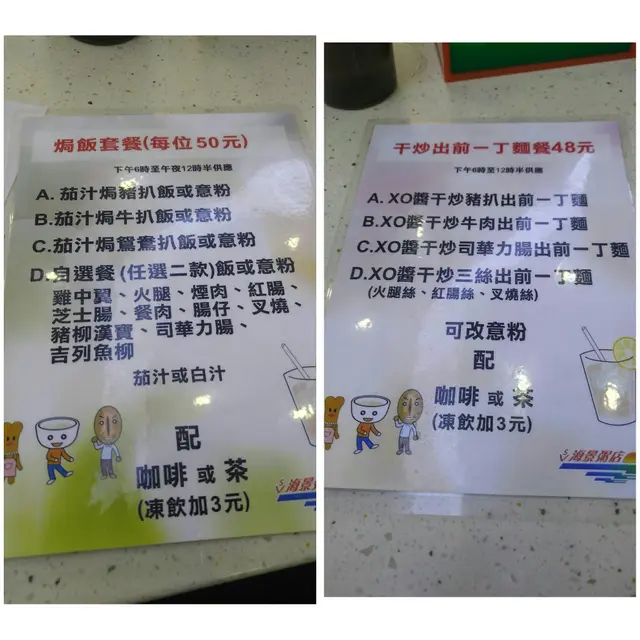 焗飯套餐(每位50元)
下午6時至午夜12時半供應
A. 茄汁焗豬扒飯或意粉
B. 茄汁焗牛扒飯或意粉
C. 茄汁焗鴛鴦扒飯或意粉
D. 自選餐 (任選二款)飯或意粉
雞中翼、火腿、煙肉、紅腸、
芝士腸、餐肉、腸仔、叉燒、
豬柳漢寶、司華力腸、
吉列魚柳
茄汁或白汁
配
咖啡 或 茶
(凍飲加3元)
海景
干炒出前一丁麵餐48元
下午6時至12時半供應
A. XO醬干炒豬扒出前一丁麵
B. XO醬干炒牛肉出前一丁麵
C. XO醬干炒司華力腸出前一丁麵
D. XO醬干炒三絲出前一丁麵
(火腿絲、紅腸絲、叉燒絲)
可改意粉
配
咖啡 或 茶
(凍飲加3元)
海景粥店